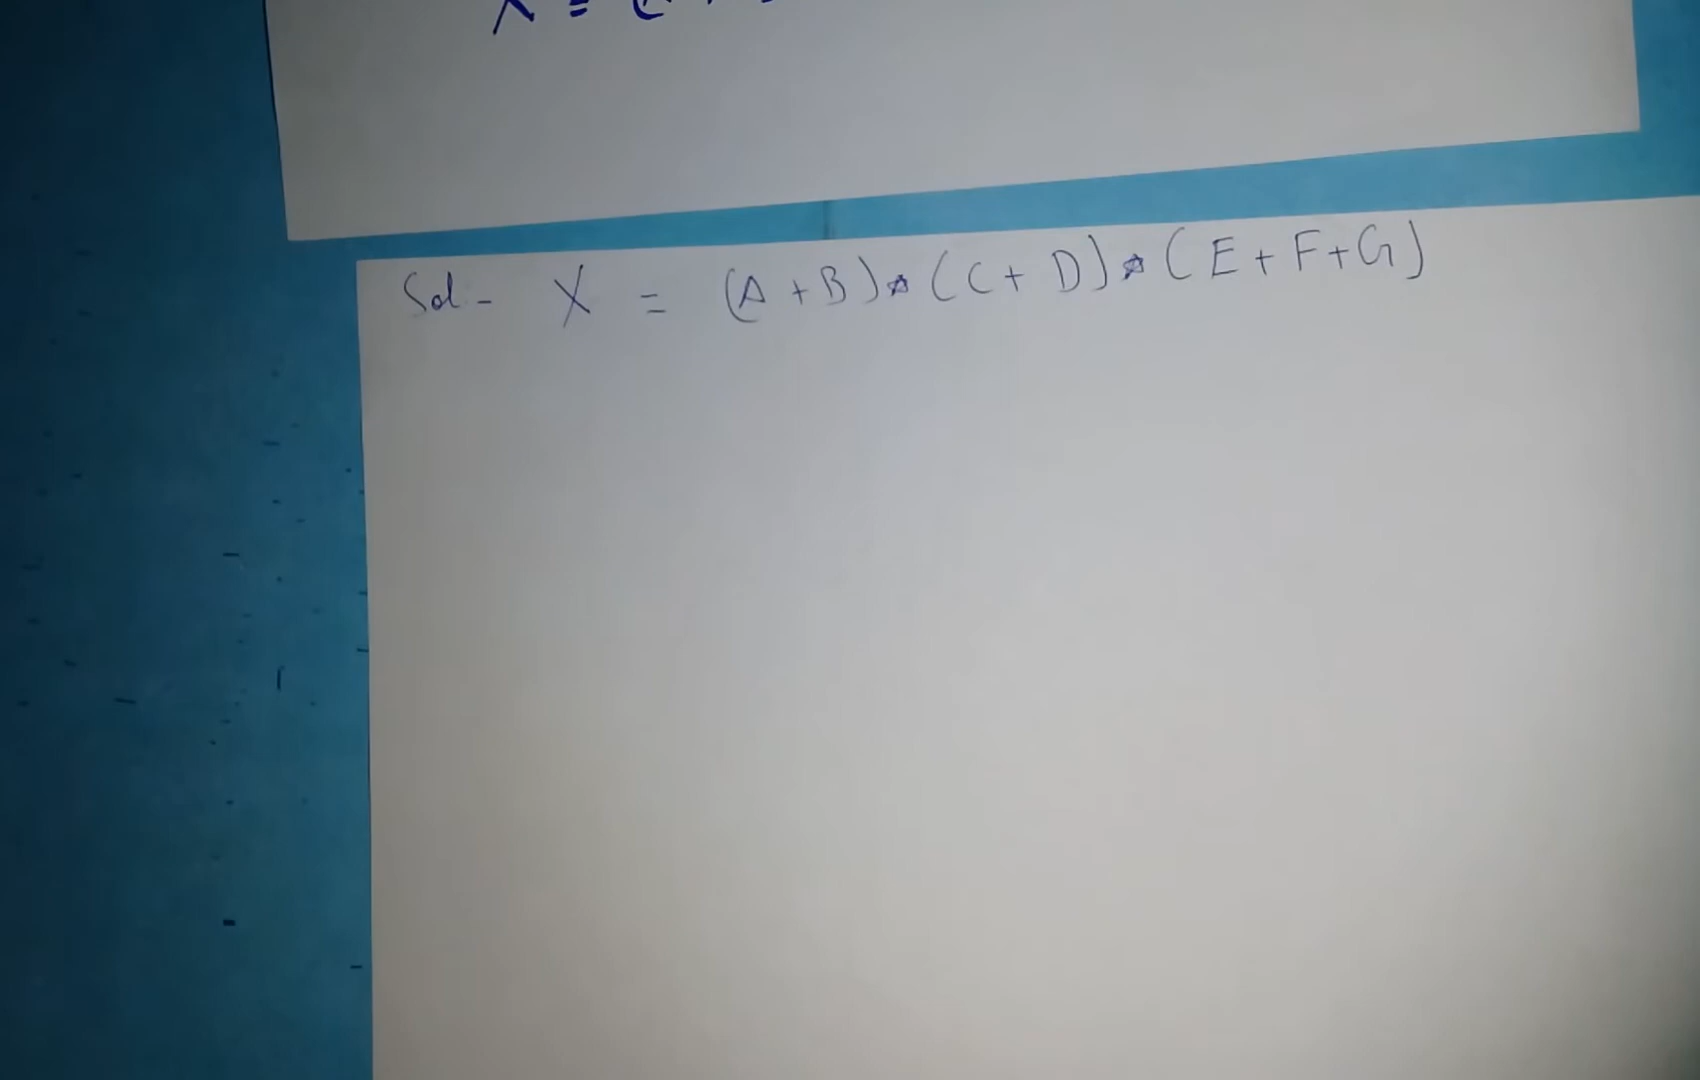 X = (
Sol - X = (A + B) * (C + D) * (E + F + G)